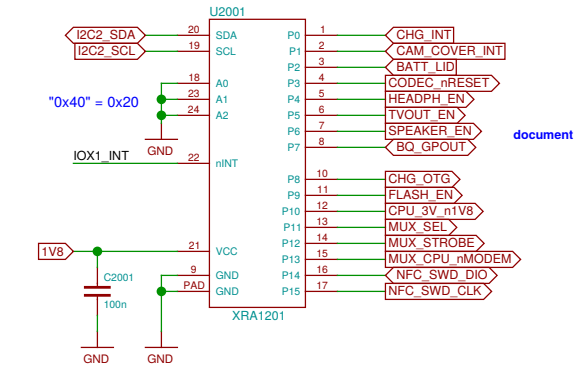 U2001
I2C2_SDA 20 SDA P0 1 CHG_INT
I2C2_SCL 19 SCL P1 2 CAM_COVER_INT
P2 3 BATT_LID
18 A0 P3 4 CODEC_nRESET
"0x40" = 0x20 23 A1 P4 5 HEADPH_EN
24 A2 P5 6 TVOUT_EN
P6 7 SPEAKER_EN
document
GND P7 8 BQ_GPOUT
IOX1_INT 22 nINT
P8 10 CHG_OTG
P9 11 FLASH_EN
P10 12 CPU_3V_n1V8
P11 13 MUX_SEL
1V8 21 VCC P12 14 MUX_STROBE
P13 15 MUX_CPU_nMODEM
C2001 9 GND P14 16 NFC_SWD_DIO
100n PAD GND P15 17 NFC_SWD_CLK
XRA1201
GND GND